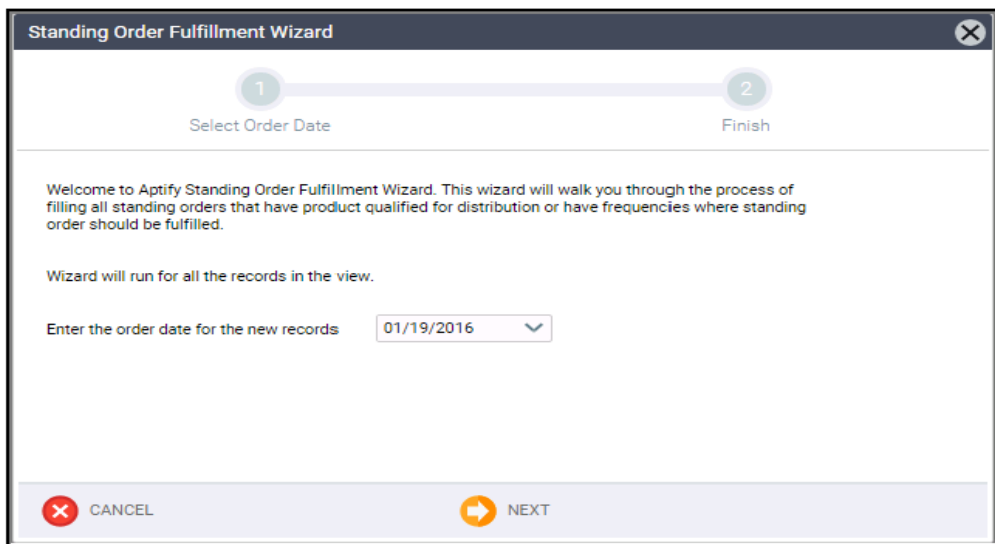 Standing Order Fulfillment Wizard
1
2
Select Order Date
Finish
Welcome to Aptify Standing Order Fulfillment Wizard. This wizard will walk you through the process of
filling all standing orders that have product qualified for distribution or have frequencies where standing
order should be fulfilled.
Wizard will run for all the records in the view.
Enter the order date for the new records
01/19/2016
CANCEL
NEXT